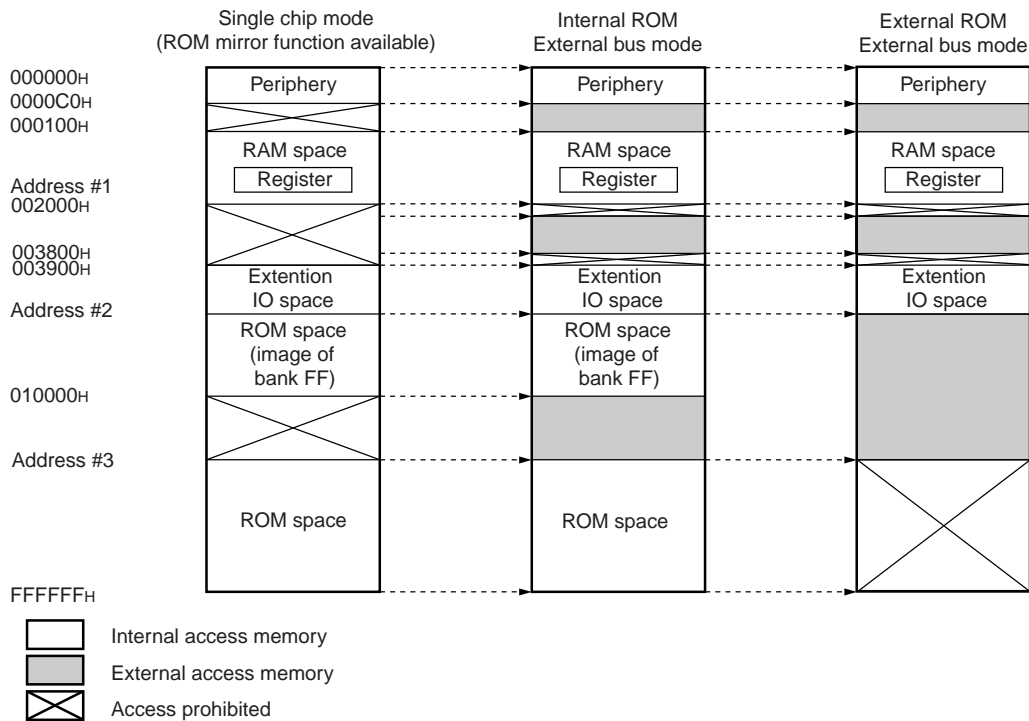 Single chip mode
(ROM mirror function available)
Internal ROM
External bus mode
External ROM
External bus mode
000000H
0000C0H
000100H
Address #1
002000H
003800H
003900H
Address #2
010000H
Address #3
FFFFFFH
Periphery
RAM space
Register
Extention
IO space
ROM space
(image of
bank FF)
ROM space
Periphery
RAM space
Register
Extention
IO space
ROM space
(image of
bank FF)
ROM space
Periphery
RAM space
Register
Extention
IO space
Internal access memory
External access memory
Access prohibited